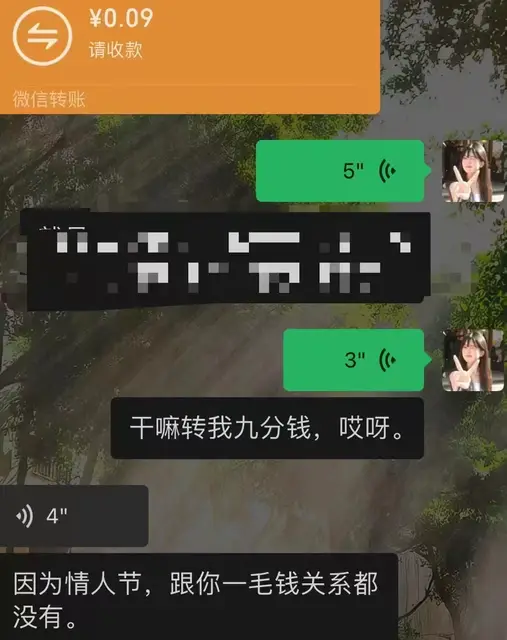 ¥0.09
请收款
微信转账
5"
3"
干嘛转我九分钱，哎呀。
4"
因为情人节，跟你一毛钱关系都
没有。